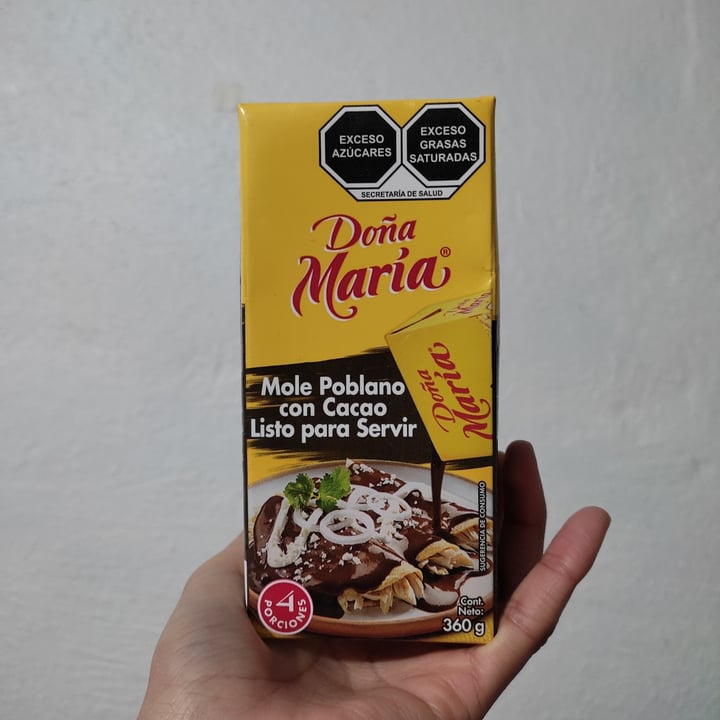 EXCESO
AZÚCARES
EXCESO
GRASAS
SATURADAS
SECRETARÍA DE SALUD
Doña
María®
Mole Poblano
con Cacao
Listo para Servir
Doña
María
María
SUGERENCIA DE CONSUMO
4
PORCIONES
Cont.
Neto:
360 g